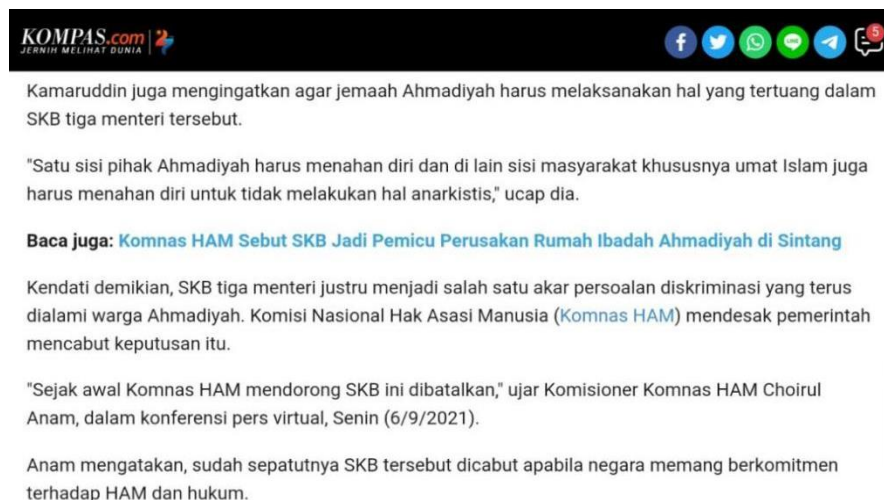 KOMPAS.com
JERNIH MELIHAT DUNIA
5
Kamaruddin juga mengingatkan agar jemaah Ahmadiyah harus melaksanakan hal yang tertuang dalam
SKB tiga menteri tersebut.
"Satu sisi pihak Ahmadiyah harus menahan diri dan di lain sisi masyarakat khususnya umat Islam juga
harus menahan diri untuk tidak melakukan hal anarkistis," ucap dia.
Baca juga: Komnas HAM Sebut SKB Jadi Pemicu Perusakan Rumah Ibadah Ahmadiyah di Sintang
Kendati demikian, SKB tiga menteri justru menjadi salah satu akar persoalan diskriminasi yang terus
dialami warga Ahmadiyah. Komisi Nasional Hak Asasi Manusia (Komnas HAM) mendesak pemerintah
mencabut keputusan itu.
"Sejak awal Komnas HAM mendorong SKB ini dibatalkan," ujar Komisioner Komnas HAM Choirul
Anam, dalam konferensi pers virtual, Senin (6/9/2021).
Anam mengatakan, sudah sepatutnya SKB tersebut dicabut apabila negara memang berkomitmen
terhadap HAM dan hukum.